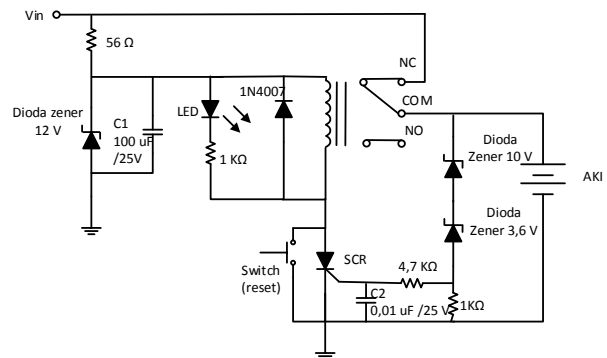 Vin
56 Ω
NC
1N4007
COM
LED
Dioda zener
12 V
C1
100 uF
/25V
NO
Dioda
Zener 10 V
AKI
1 KΩ
Dioda
Zener 3,6 V
SCR
4,7 KΩ
Switch
(reset)
C2
0,01 uF /25 V
1KΩ